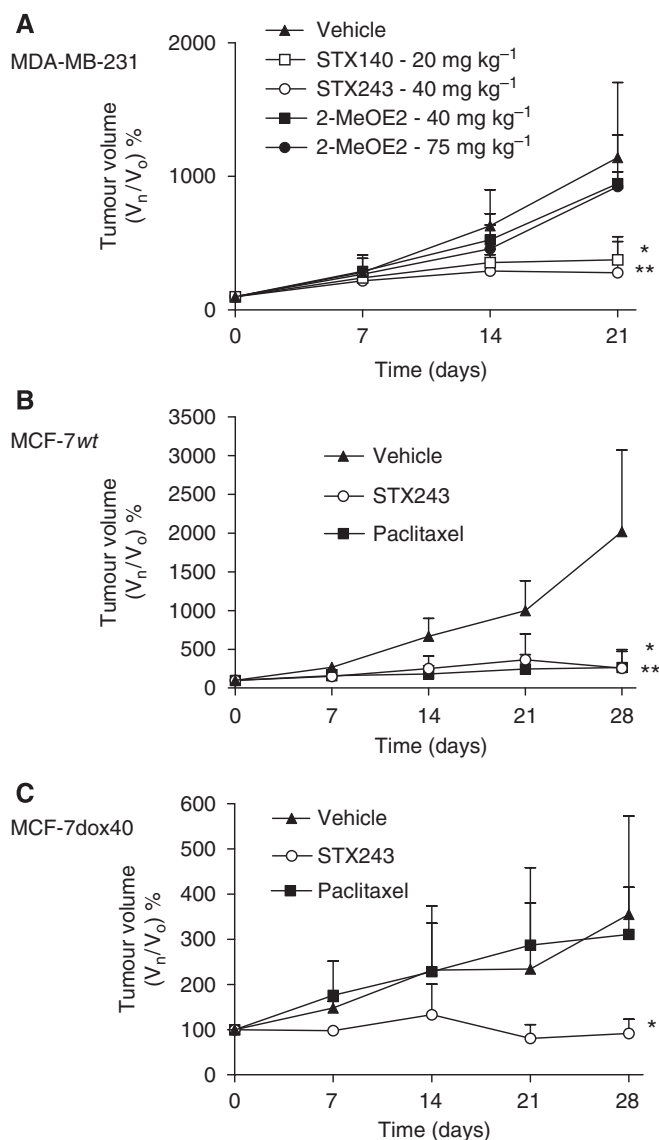 A
MDA-MB-231
Vehicle
STX140 - 20 mg kg⁻¹
STX243 - 40 mg kg⁻¹
2-MeOE2 - 40 mg kg⁻¹
2-MeOE2 - 75 mg kg⁻¹
Tumour volume
(Vn/Vo) %
2000
1000
0
*
**
0 7 14 21
Time (days)
B
MCF-7wt
Vehicle
STX243
Paclitaxel
Tumour volume
(Vn/Vo) %
3500
3000
2500
2000
1500
1000
500
0
*
**
0 7 14 21 28
Time (days)
C
MCF-7dox40
Vehicle
STX243
Paclitaxel
Tumour volume
(Vn/Vo) %
600
500
400
300
200
100
0
*
0 7 14 21 28
Time (days)